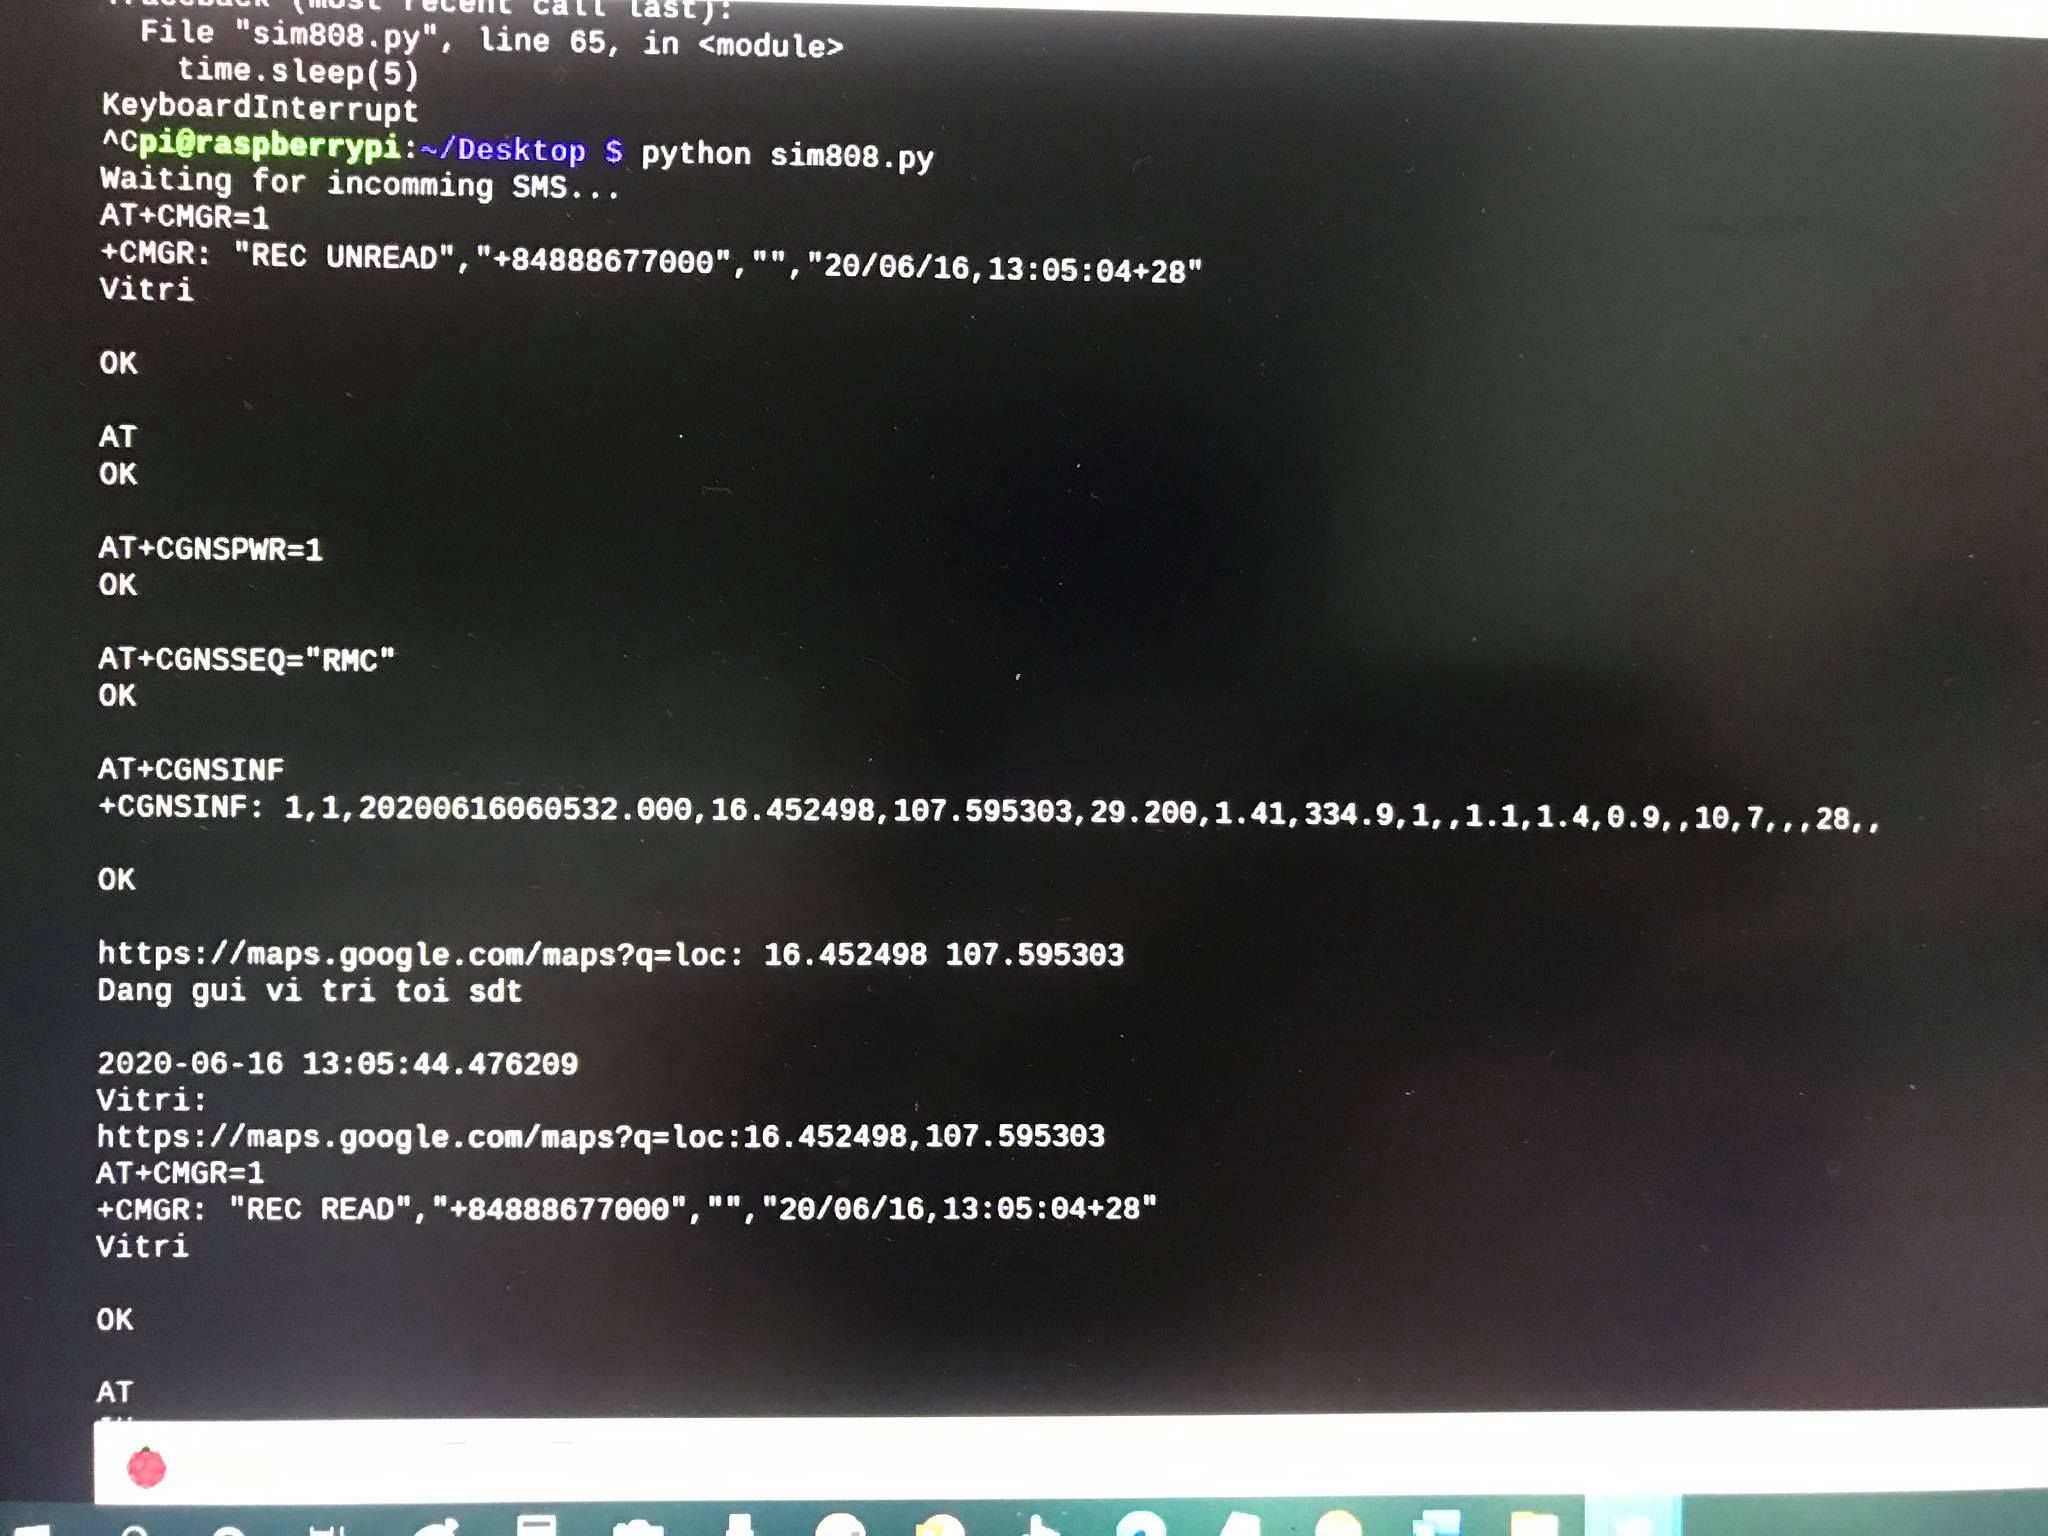 Traceback (most recent call last):
File "sim808.py", line 65, in <module>
time.sleep(5)
KeyboardInterrupt
^Cpi@raspberrypi:~/Desktop $ python sim808.py
Waiting for incomming SMS...
AT+CMGR=1
+CMGR: "REC UNREAD","+84888677000","","20/06/16,13:05:04+28"
Vitri
OK
AT
OK
AT+CGNSPWR=1
OK
AT+CGNSSEQ="RMC"
OK
AT+CGNSINF
+CGNSINF: 1,1,20200616060532.000,16.452498,107.595303,29.200,1.41,334.9,1,,1.1,1.4,0.9,,10,7,,,28,,
OK
https://maps.google.com/maps?q=loc: 16.452498 107.595303
Dang gui vi tri toi sdt
2020-06-16 13:05:44.476209
Vitri:
https://maps.google.com/maps?q=loc:16.452498,107.595303
AT+CMGR=1
+CMGR: "REC READ","+84888677000","","20/06/16,13:05:04+28"
Vitri
OK
AT